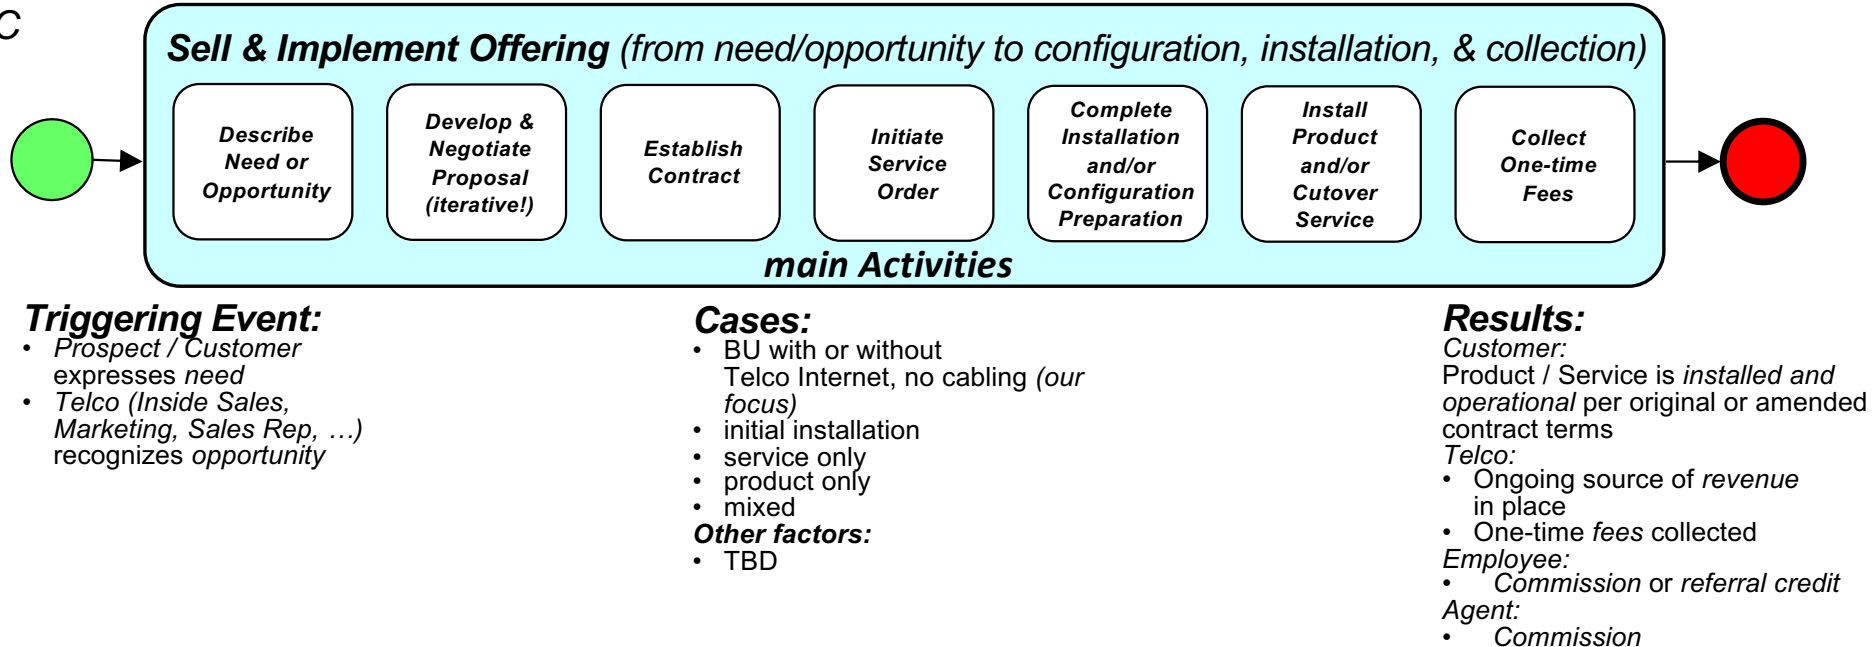 C
Sell & Implement Offering (from need/opportunity to configuration, installation, & collection)
Describe
Need or
Opportunity
Develop &
Negotiate
Proposal
(iterative!)
Establish
Contract
Initiate
Service
Order
Complete
Installation
and/or
Configuration
Preparation
Install
Product
and/or
Cutover
Service
Collect
One-time
Fees
main Activities
Triggering Event:
• Prospect / Customer
expresses need
• Telco (Inside Sales,
Marketing, Sales Rep, …)
recognizes opportunity
Cases:
• BU with or without
Telco Internet, no cabling (our
focus)
• initial installation
• service only
• product only
• mixed
Other factors:
• TBD
Results:
Customer:
Product / Service is installed and
operational per original or amended
contract terms
Telco:
• Ongoing source of revenue
in place
• One-time fees collected
Employee:
• Commission or referral credit
Agent:
• Commission